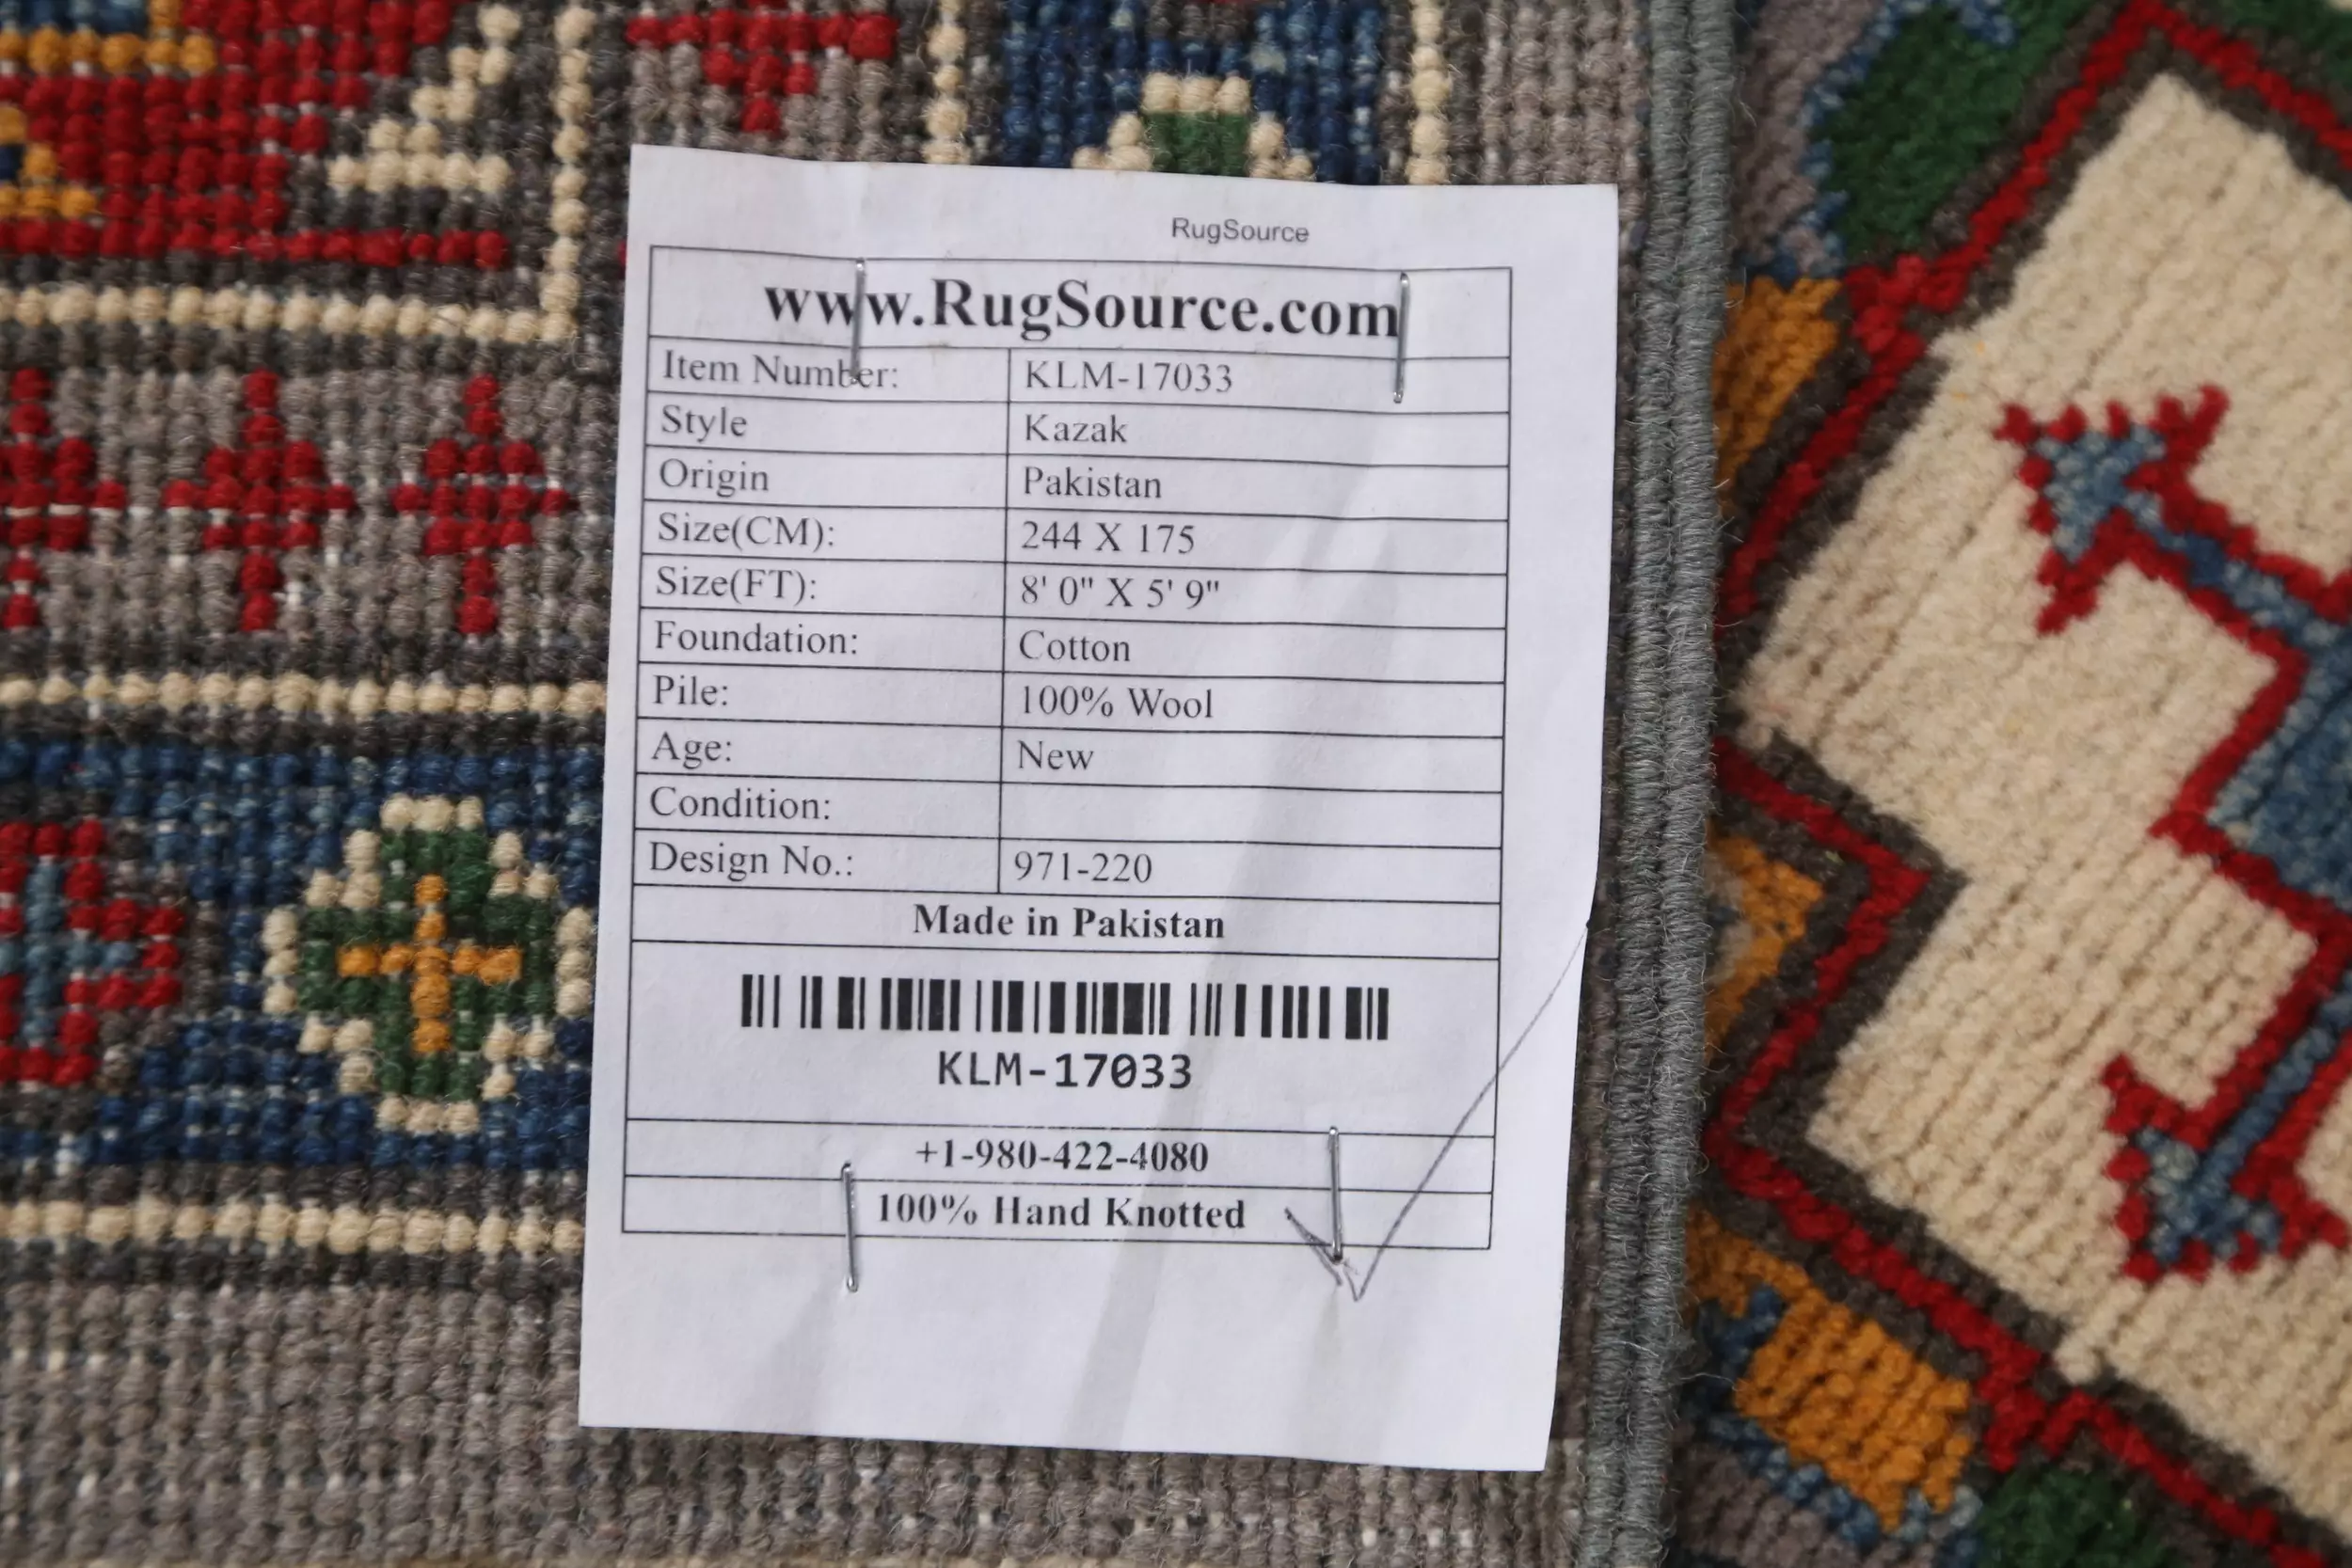 RugSource
www.RugSource.com
Item Number: KLM-17033
Style Kazak
Origin Pakistan
Size(CM): 244 X 175
Size(FT): 8' 0" X 5' 9"
Foundation: Cotton
Pile: 100% Wool
Age: New
Condition:
Design No.: 971-220
Made in Pakistan
KLM-17033
+1-980-422-4080
100% Hand Knotted